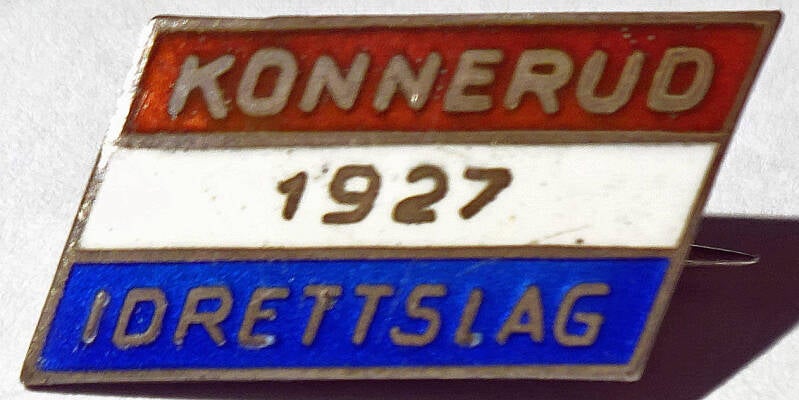 KONNERUD
1927
IDRETTSLAG